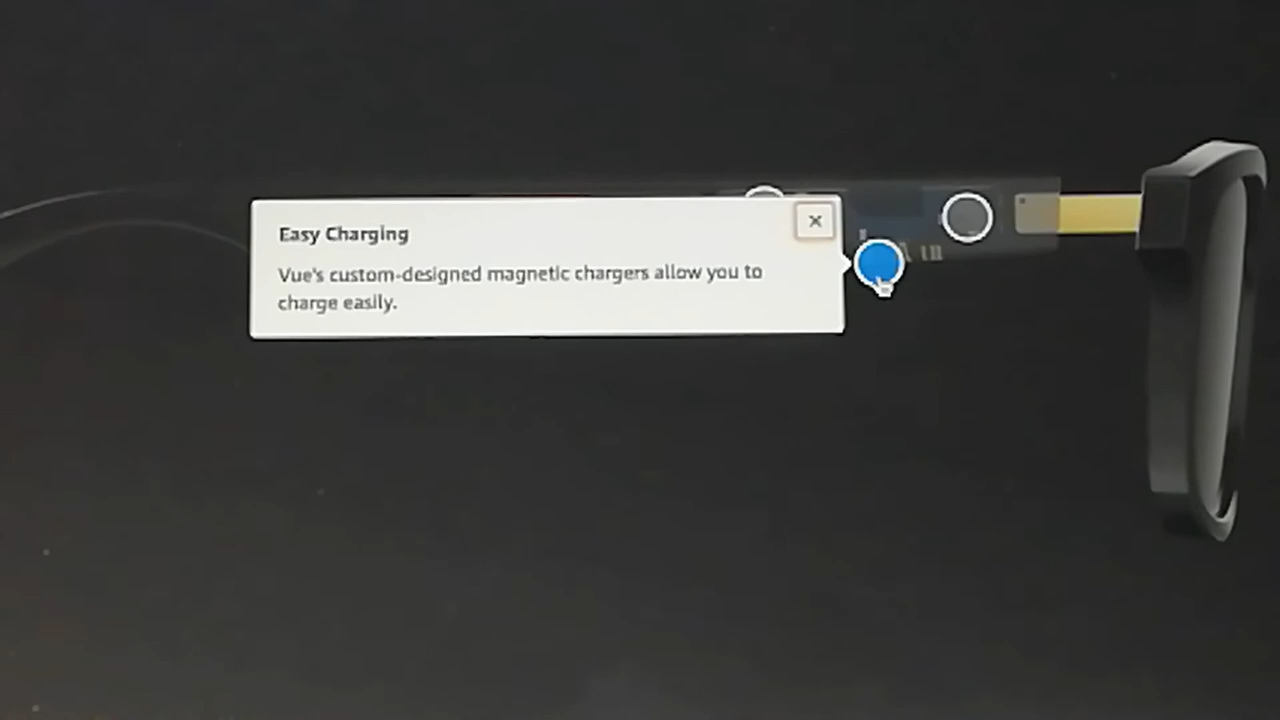 Easy Charging
Vue's custom-designed magnetic chargers allow you to
charge easily.